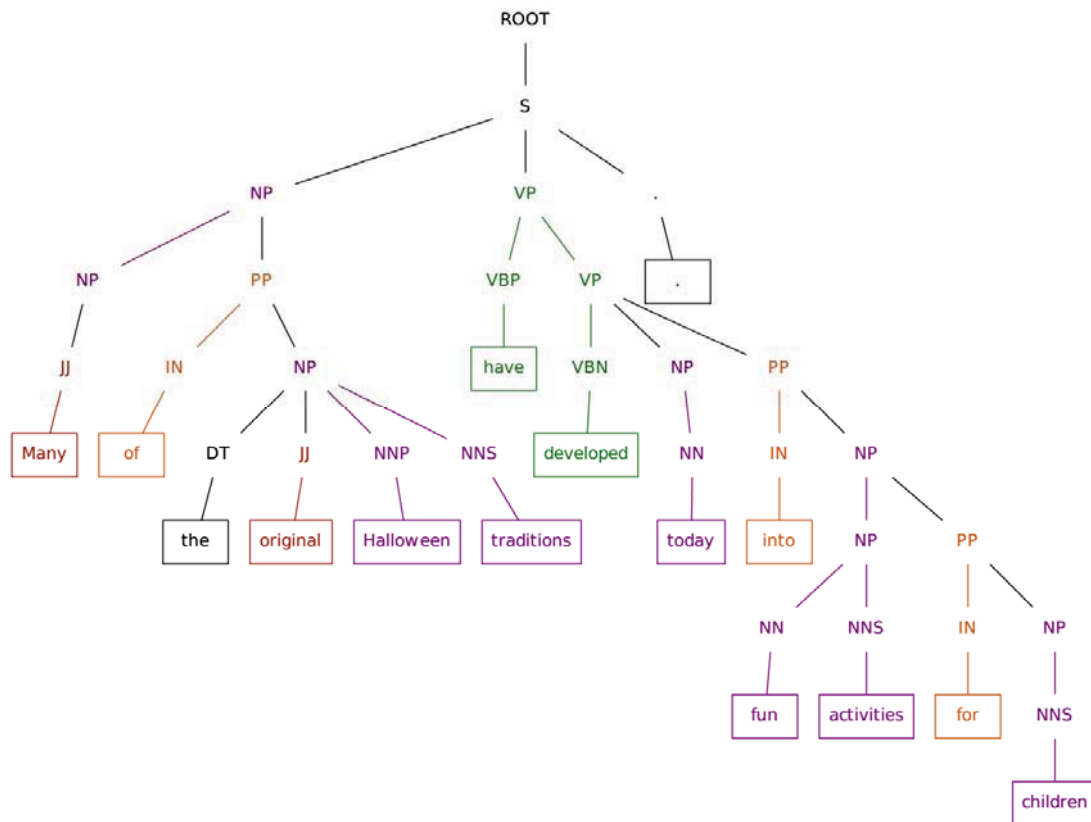 ROOT
S
NP VP .
NP PP VBP VP .
JJ IN NP have VBN NP PP
Many of DT JJ NNP NNS developed NN IN NP
the original Halloween traditions today into NP PP
NN NNS IN NP
fun activities for NNS
children